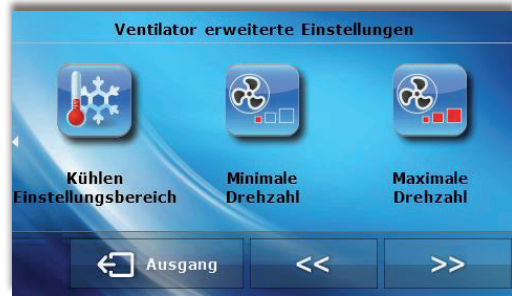 Ventilator erweiterte Einstellungen
Kühlen
Einstellungsbereich
Minimale
Drehzahl
Maximale
Drehzahl
Ausgang
<<
>>